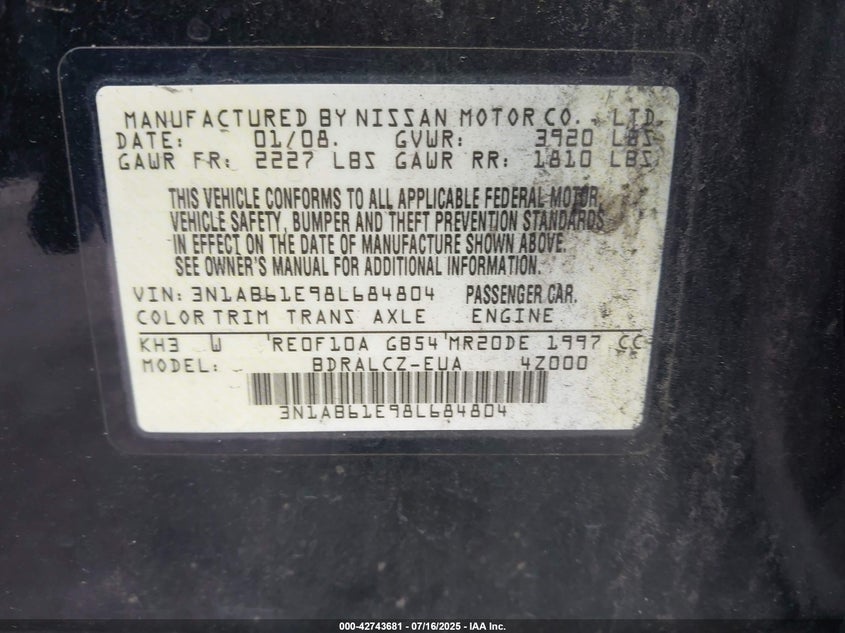 MANUFACTURED BY NISSAN MOTOR CO., LTD.
DATE: 01/08. GVWR: 3920 LBS
GAWR FR: 2227 LBS GAWR RR: 1810 LBS
THIS VEHICLE CONFORMS TO ALL APPLICABLE FEDERAL MOTOR
VEHICLE SAFETY, BUMPER AND THEFT PREVENTION STANDARDS
IN EFFECT ON THE DATE OF MANUFACTURE SHOWN ABOVE.
SEE OWNER'S MANUAL FOR ADDITIONAL INFORMATION.
VIN: 3N1AB61E98L684804 PASSENGER CAR.
COLOR TRIM TRANS AXLE ENGINE
KH3 W RE0F10A GB54 MR20DE 1997 CC
MODEL: BDRALCZ-EUA 4Z000
3N1AB61E98L684804
000-42743681 - 07/16/2025 - IAA Inc.